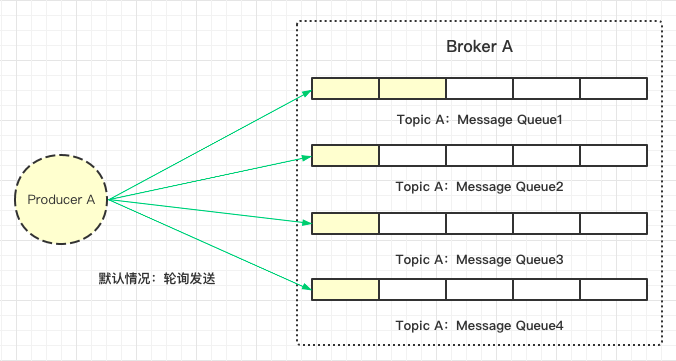 Broker A
Topic A：Message Queue1
Topic A：Message Queue2
Producer A
Topic A：Message Queue3
默认情况：轮询发送
Topic A：Message Queue4